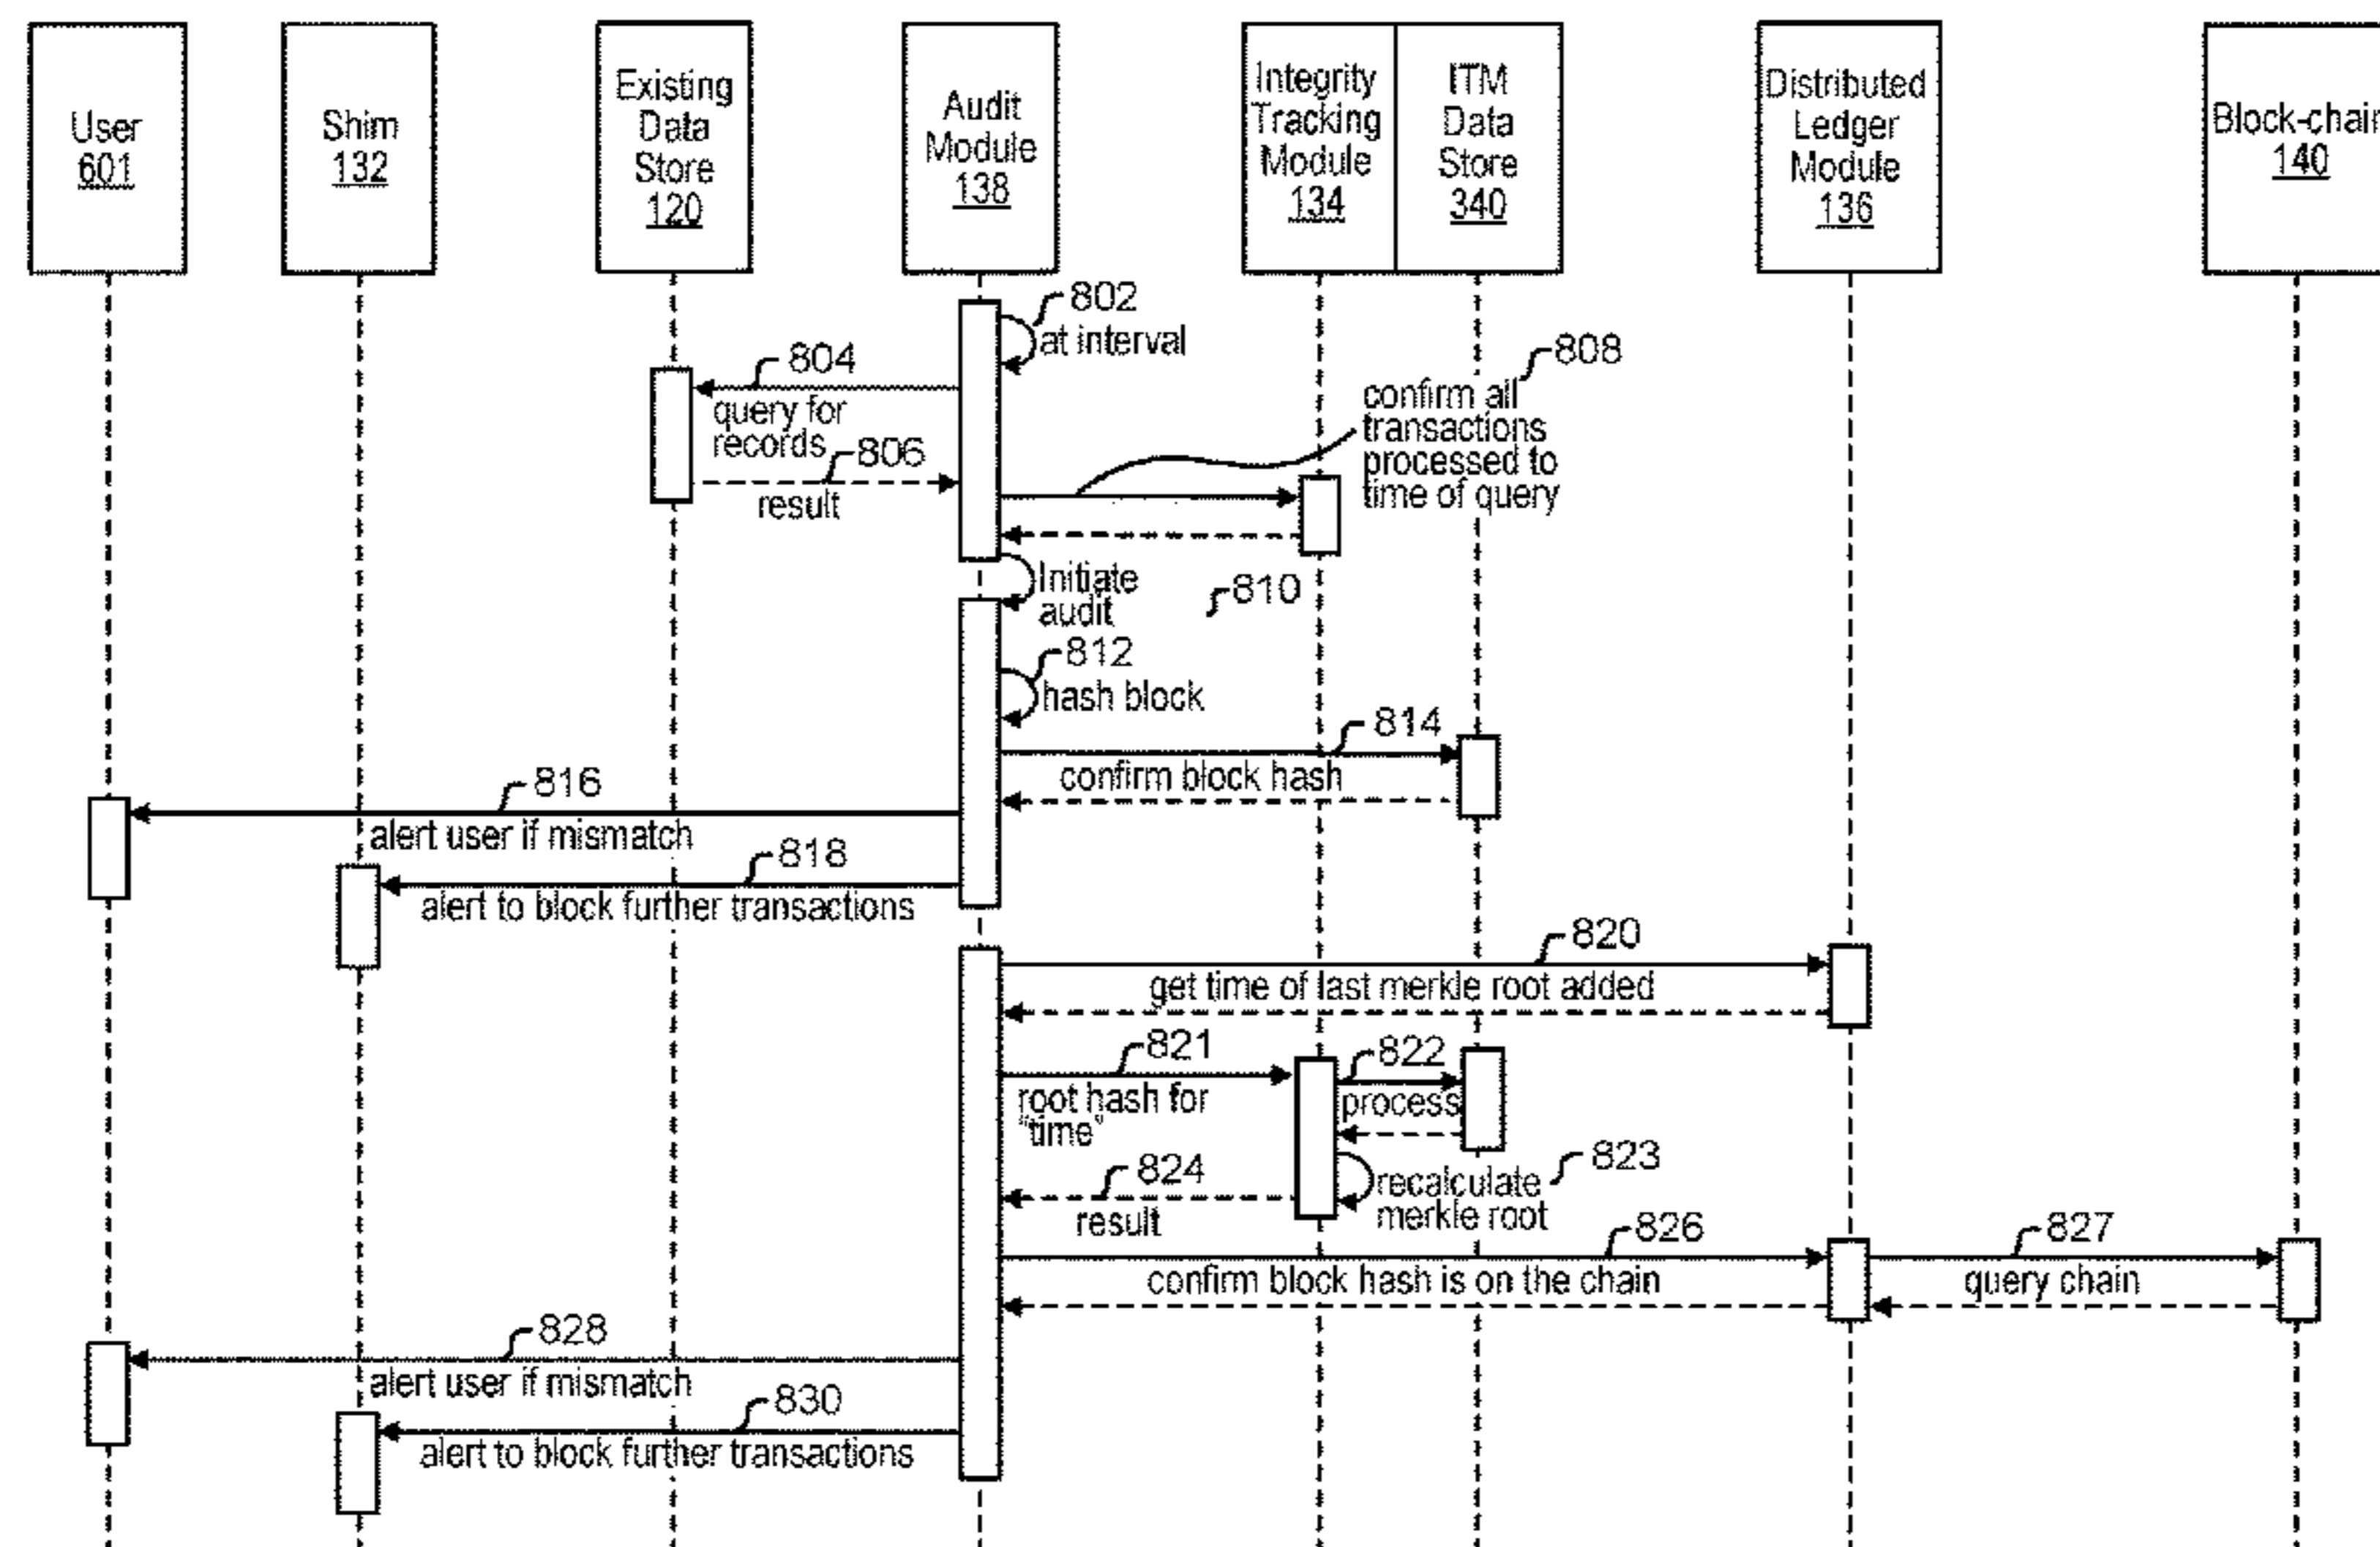 User
601
Shim
132
Existing
Data
Store
120
Audit
Module
138
Integrity
Tracking
Module
134
ITM
Data
Store
340
Distributed
Ledger
Module
136
Block-chain
140
802
at interval
804
query for
records
806
result
808
confirm all
transactions
processed to
time of query
Initiate
audit
810
812
hash block
814
confirm block hash
816
alert user if mismatch
818
alert to block further transactions
820
get time of last merkle root added
821
root hash for
"time"
822
process
823
recalculate
merkle root
824
result
826
confirm block hash is on the chain
827
query chain
828
alert user if mismatch
830
alert to block further transactions